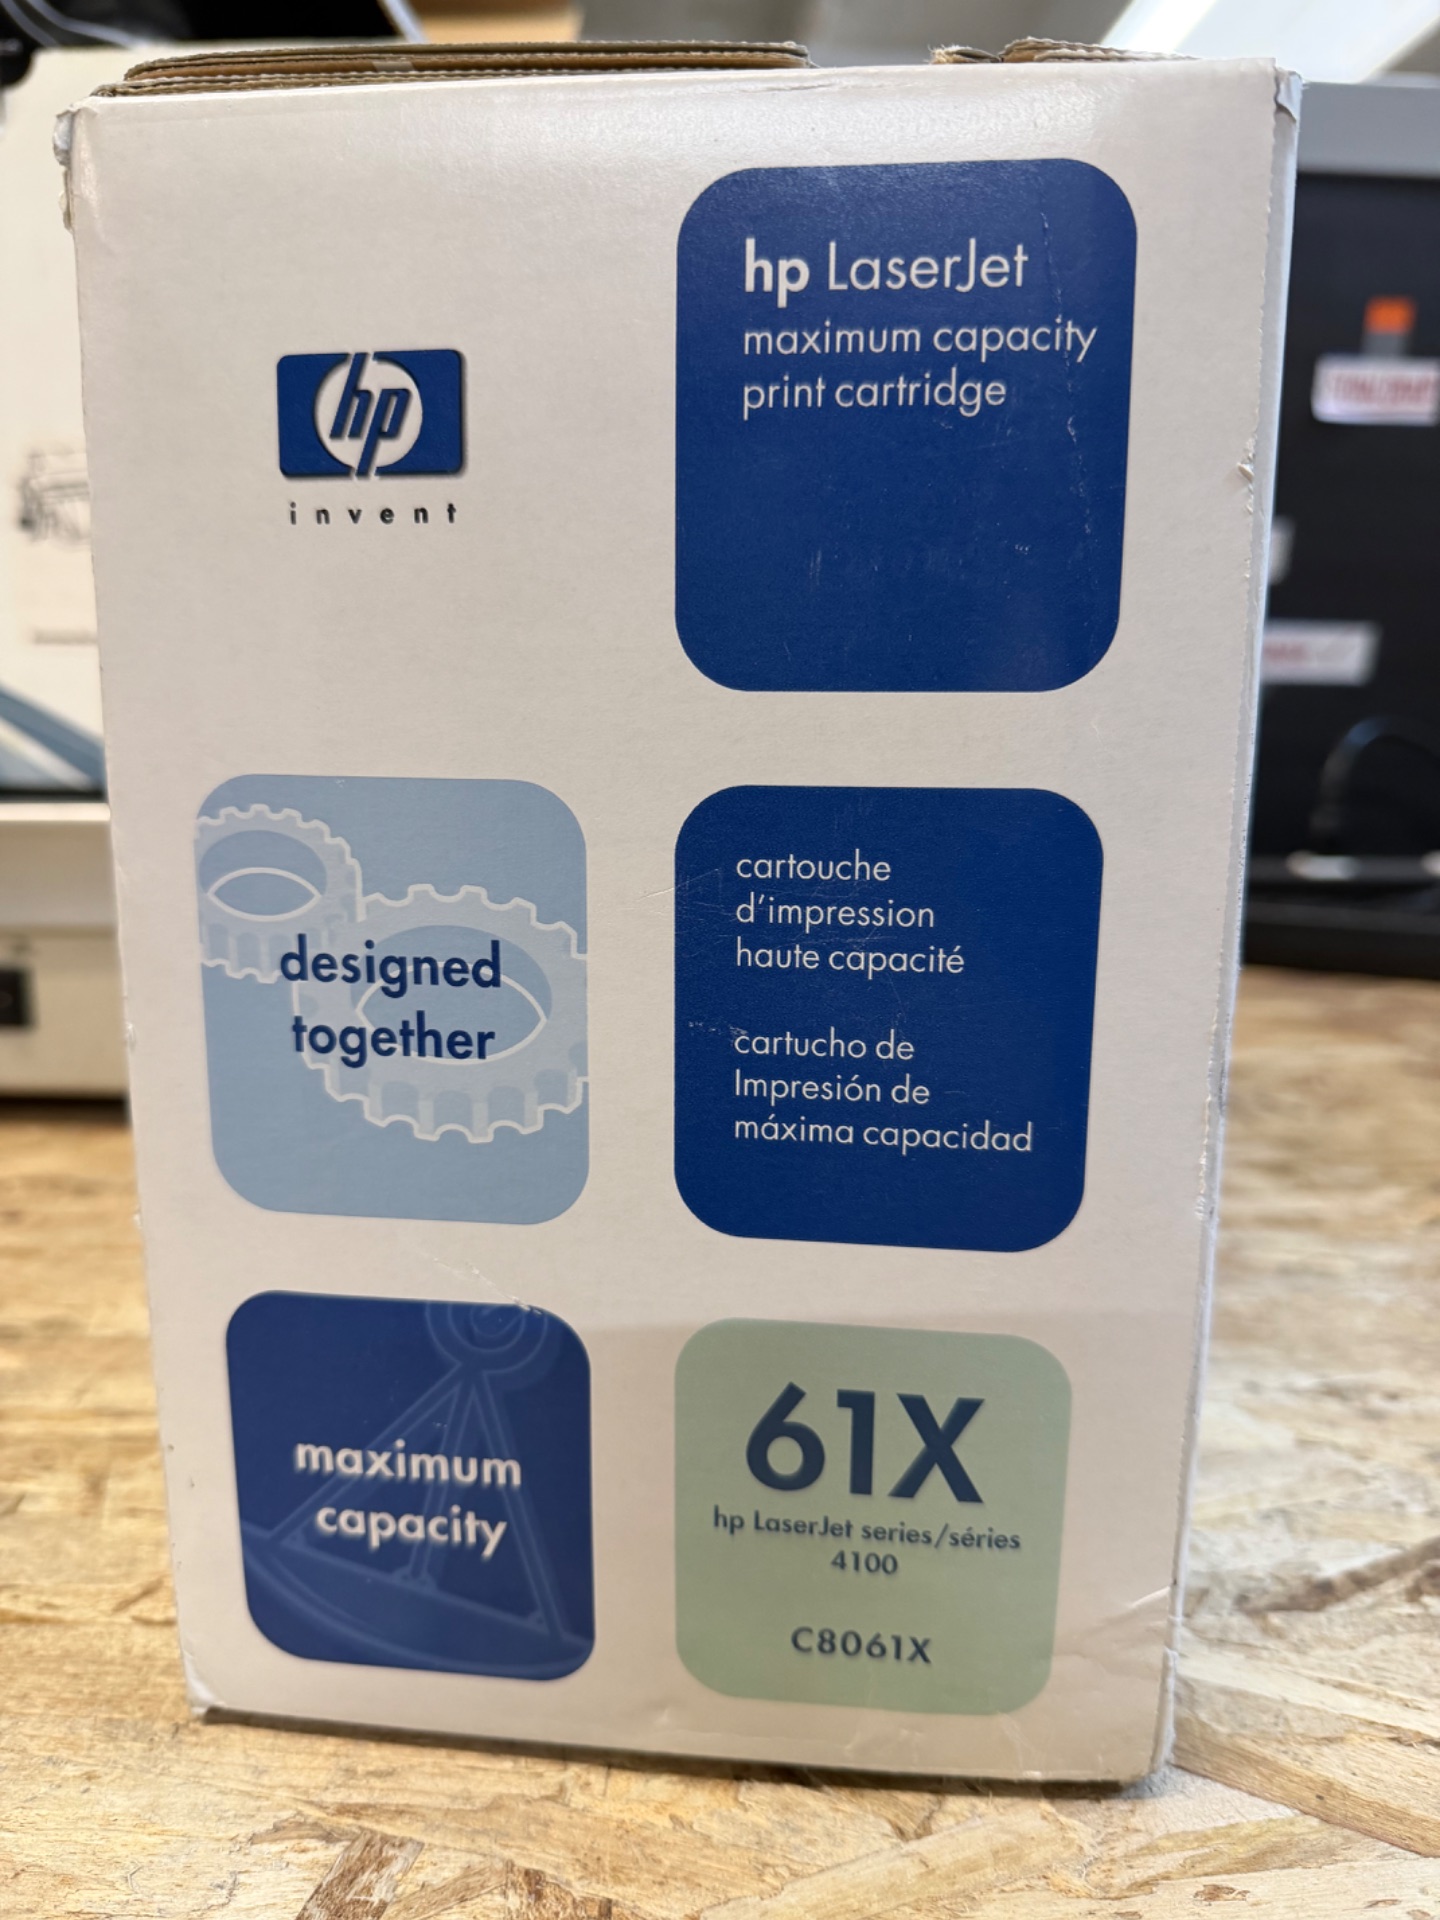 hp LaserJet
maximum capacity
print cartridge
hp
invent
designed
together
cartouche
d'impression
haute capacité
cartucho de
Impresión de
máxima capacidad
maximum
capacity
61X
hp LaserJet series/séries
4100
C8061X